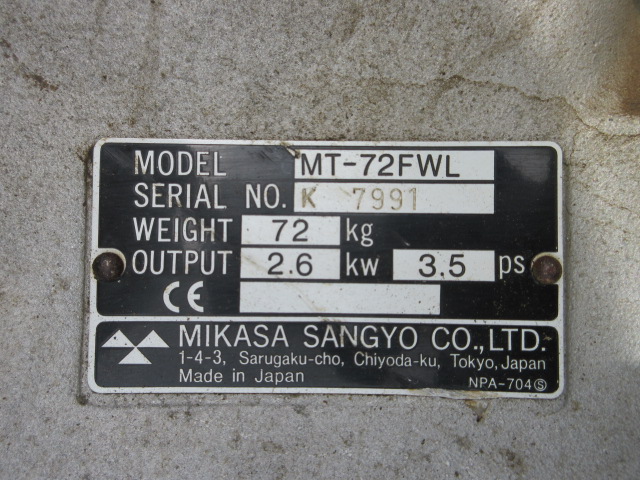 MODEL MT-72FWL
SERIAL NO. K 7991
WEIGHT 72 kg
OUTPUT 2.6 kw 3.5 ps
CE
MIKASA SANGYO CO.,LTD.
1-4-3, Sarugaku-cho, Chiyoda-ku, Tokyo, Japan
Made in Japan NPA-704Ⓢ